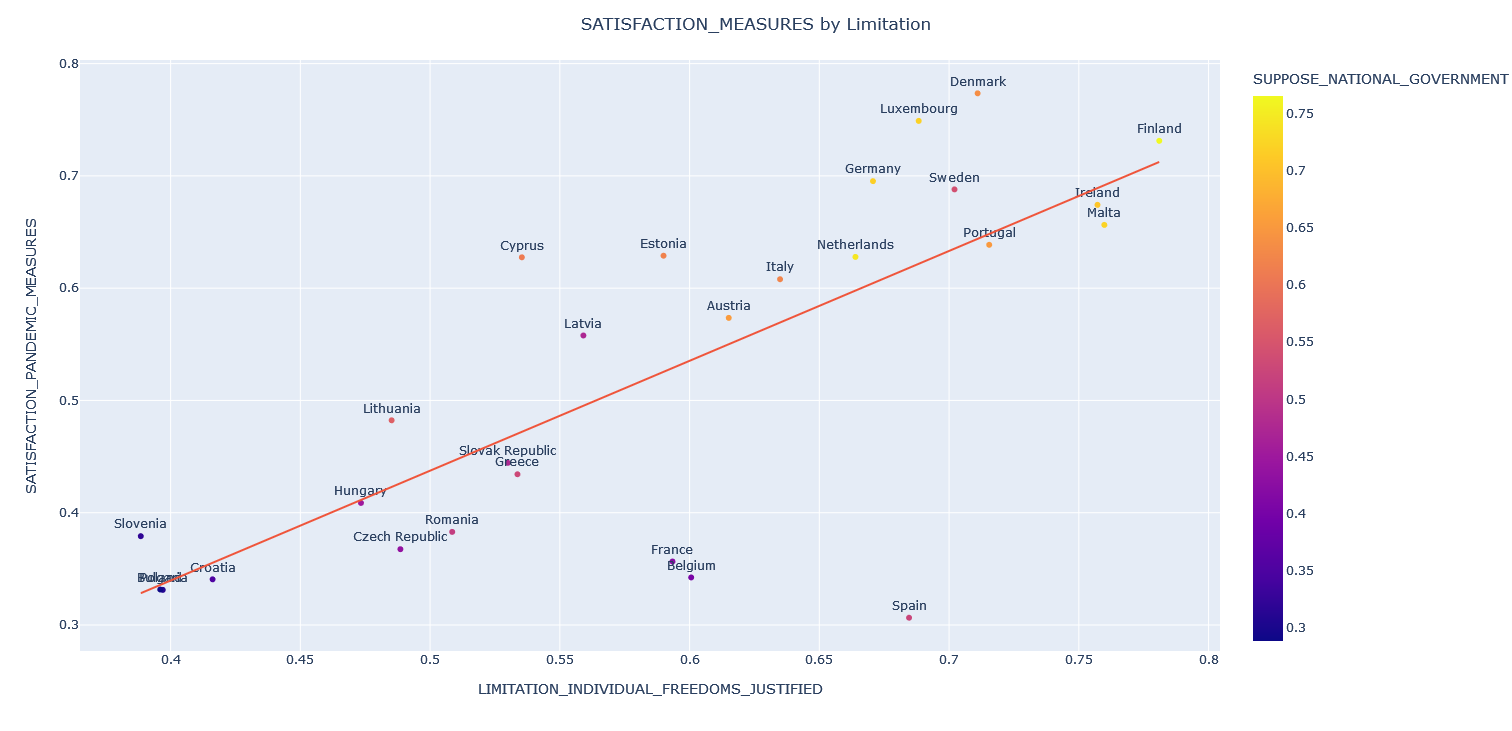 SATISFACTION_MEASURES by Limitation
SUPPOSE_NATIONAL_GOVERNMENT
0.75
0.7
0.65
0.6
0.55
0.5
0.45
0.4
0.35
0.3
SATISFACTION_PANDEMIC_MEASURES
0.8
0.7
0.6
0.5
0.4
0.3
Denmark
Luxembourg
Finland
Germany
Sweden
Ireland
Malta
Portugal
Netherlands
Estonia
Cyprus
Italy
Austria
Latvia
Lithuania
Slovak Republic
Greece
Hungary
Romania
Slovenia
Czech Republic
France
Belgium
Croatia
Spain
0.4
0.45
0.5
0.55
0.6
0.65
0.7
0.75
0.8
LIMITATION_INDIVIDUAL_FREEDOMS_JUSTIFIED